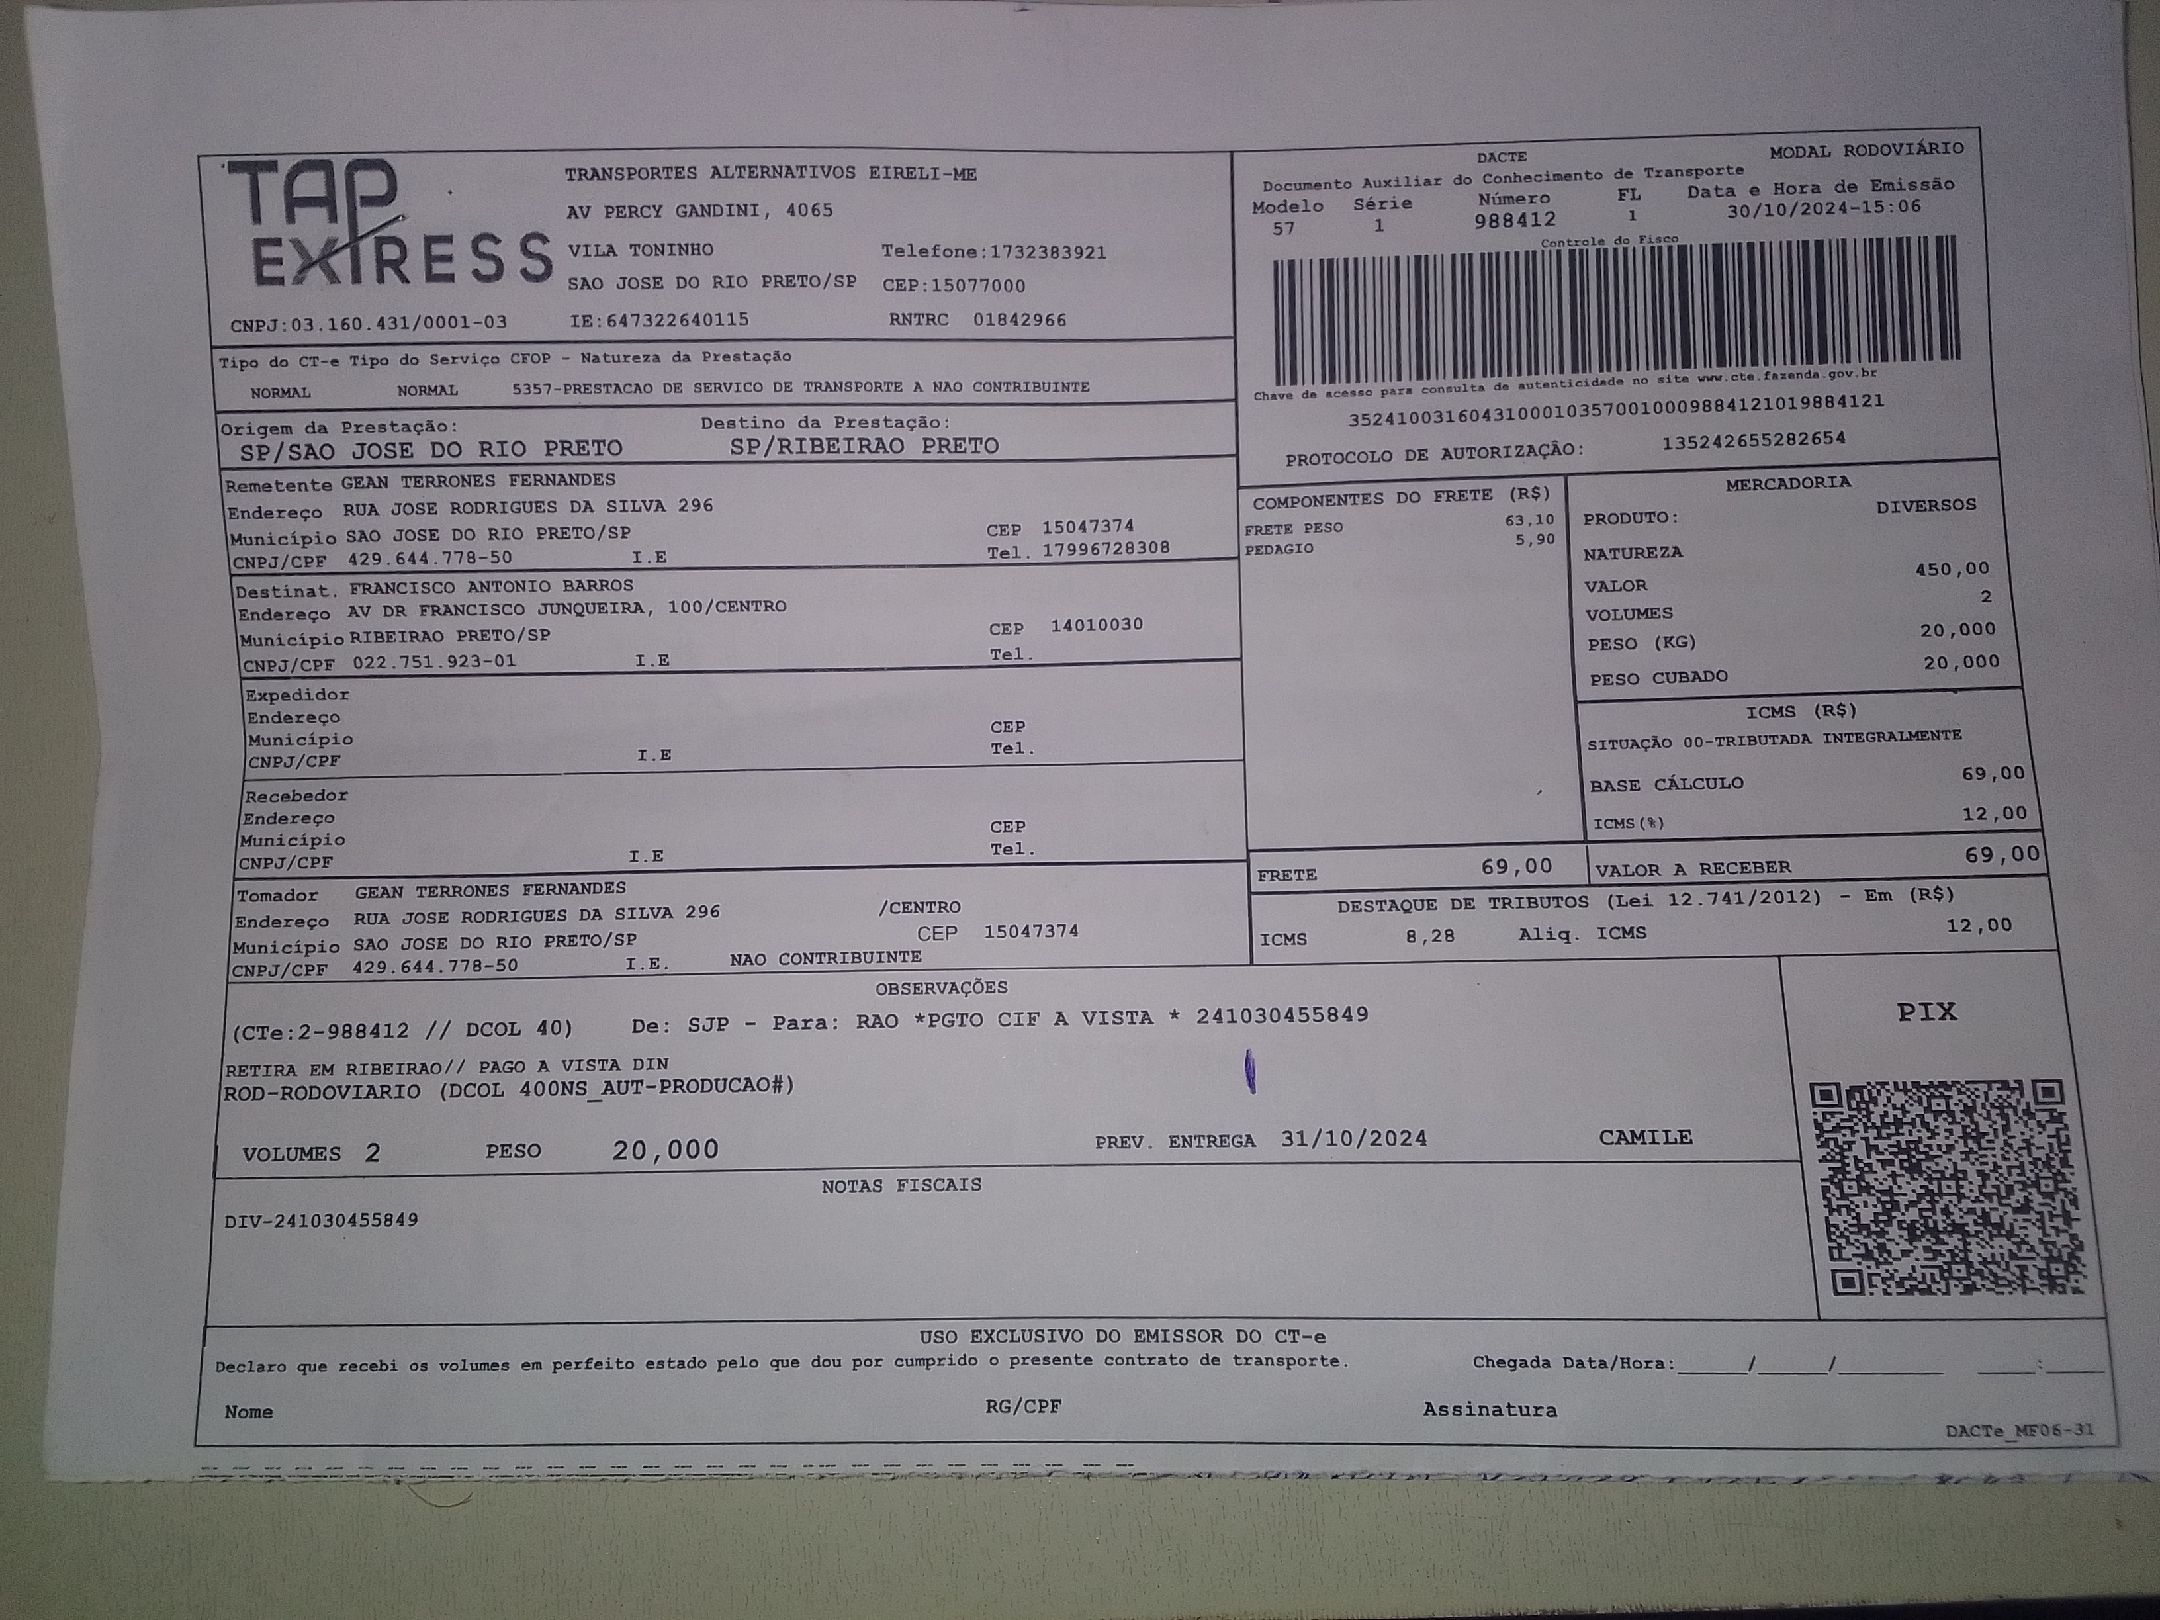 TAP EXPRESS
TRANSPORTES ALTERNATIVOS EIRELI-ME
AV PERCY GANDINI, 4065
VILA TONINHO Telefone:1732383921
SAO JOSE DO RIO PRETO/SP CEP:15077000
CNPJ:03.160.431/0001-03 IE:647322640115 RNTRC 01842966
DACTE MODAL RODOVIÁRIO
Documento Auxiliar do Conhecimento de Transporte
Modelo Série Número FL Data e Hora de Emissão
57 1 988412 1 30/10/2024-15:06
Controle do Fisco
Chave de acesso para consulta de autenticidade no site www.cte.fazenda.gov.br
35241003160431000103570010009884121019884121
PROTOCOLO DE AUTORIZAÇÃO: 135242655282654
Tipo do CT-e Tipo do Serviço CFOP - Natureza da Prestação
NORMAL NORMAL 5357-PRESTACAO DE SERVICO DE TRANSPORTE A NAO CONTRIBUINTE
Origem da Prestação: Destino da Prestação:
SP/SAO JOSE DO RIO PRETO SP/RIBEIRAO PRETO
Remetente GEAN TERRONES FERNANDES
Endereço RUA JOSE RODRIGUES DA SILVA 296
Município SAO JOSE DO RIO PRETO/SP CEP 15047374
CNPJ/CPF 429.644.778-50 I.E Tel. 17996728308
Destinat. FRANCISCO ANTONIO BARROS
Endereço AV DR FRANCISCO JUNQUEIRA, 100/CENTRO
Município RIBEIRAO PRETO/SP CEP 14010030
CNPJ/CPF 022.751.923-01 I.E Tel.
Expedidor
Endereço
Município CEP
CNPJ/CPF I.E Tel.
Recebedor
Endereço
Município CEP
CNPJ/CPF I.E Tel.
Tomador GEAN TERRONES FERNANDES
Endereço RUA JOSE RODRIGUES DA SILVA 296 /CENTRO
Município SAO JOSE DO RIO PRETO/SP CEP 15047374
CNPJ/CPF 429.644.778-50 I.E. NAO CONTRIBUINTE
COMPONENTES DO FRETE (R$)
FRETE PESO 63,10
PEDAGIO 5,90
MERCADORIA
PRODUTO: DIVERSOS
NATUREZA
VALOR 450,00
VOLUMES 2
PESO (KG) 20,000
PESO CUBADO 20,000
ICMS (R$)
SITUAÇÃO 00-TRIBUTADA INTEGRALMENTE
BASE CÁLCULO 69,00
ICMS(%) 12,00
FRETE 69,00 VALOR A RECEBER 69,00
DESTAQUE DE TRIBUTOS (Lei 12.741/2012) - Em (R$)
ICMS 8,28 Aliq. ICMS 12,00
OBSERVAÇÕES
(CTe:2-988412 // DCOL 40) De: SJP - Para: RAO *PGTO CIF A VISTA * 241030455849
RETIRA EM RIBEIRAO// PAGO A VISTA DIN
ROD-RODOVIARIO (DCOL 400NS_AUT-PRODUCAO#)
VOLUMES 2 PESO 20,000 PREV. ENTREGA 31/10/2024 CAMILE
PIX
NOTAS FISCAIS
DIV-241030455849
USO EXCLUSIVO DO EMISSOR DO CT-e
Declaro que recebi os volumes em perfeito estado pelo que dou por cumprido o presente contrato de transporte. Chegada Data/Hora:_____/_____/_______ ____:____
Nome RG/CPF Assinatura
DACTe_MF06-31